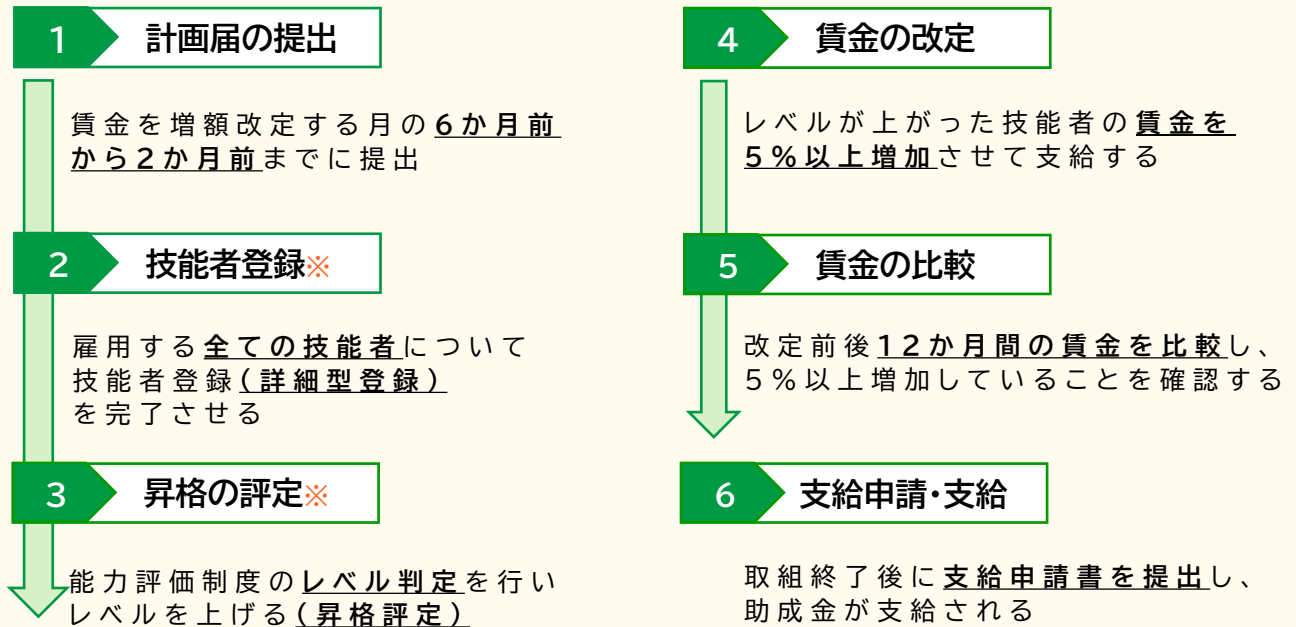 1 計画届の提出
賃金を増額改定する月の6か月前
から2か月前までに提出
2 技能者登録※
雇用する全ての技能者について
技能者登録(詳細型登録)
を完了させる
3 昇格の評定※
能力評価制度のレベル判定を行い
レベルを上げる(昇格評定)
4 賃金の改定
レベルが上がった技能者の賃金を
5%以上増加させて支給する
5 賃金の比較
改定前後12か月間の賃金を比較し、
5%以上増加していることを確認する
6 支給申請・支給
取組終了後に支給申請書を提出し、
助成金が支給される